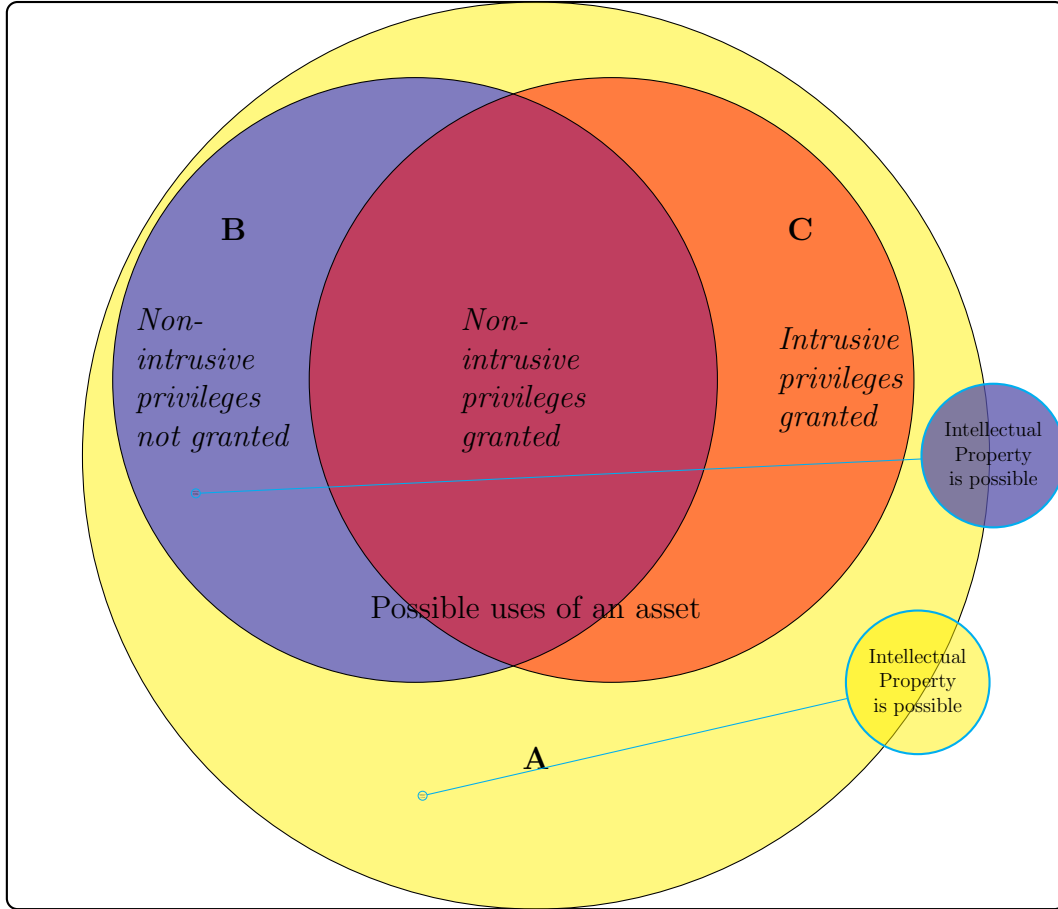 B
C
Non-
intrusive
privileges
not granted
Non-
intrusive
privileges
granted
Intrusive
privileges
granted
Intellectual
Property
is possible
Possible uses of an asset
Intellectual
Property
is possible
A